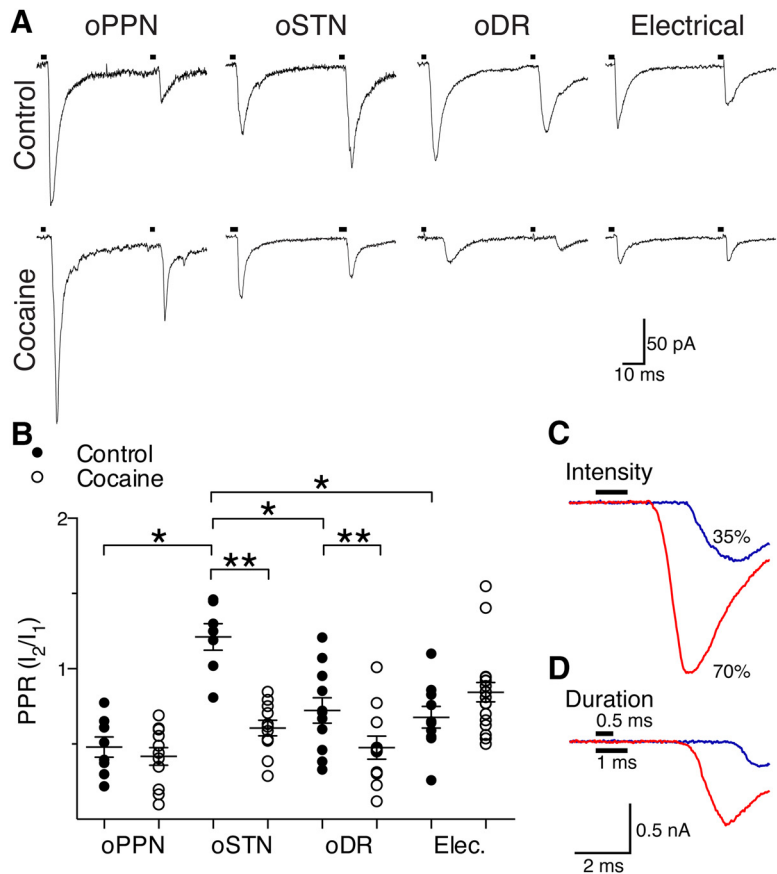 A
oPPN oSTN oDR Electrical
Control
Cocaine
50 pA
10 ms
B
● Control
○ Cocaine
* * * ** **
PPR (I2/I1)
2
1
oPPN oSTN oDR Elec.
C
Intensity
35%
70%
D
Duration
0.5 ms
1 ms
0.5 nA
2 ms